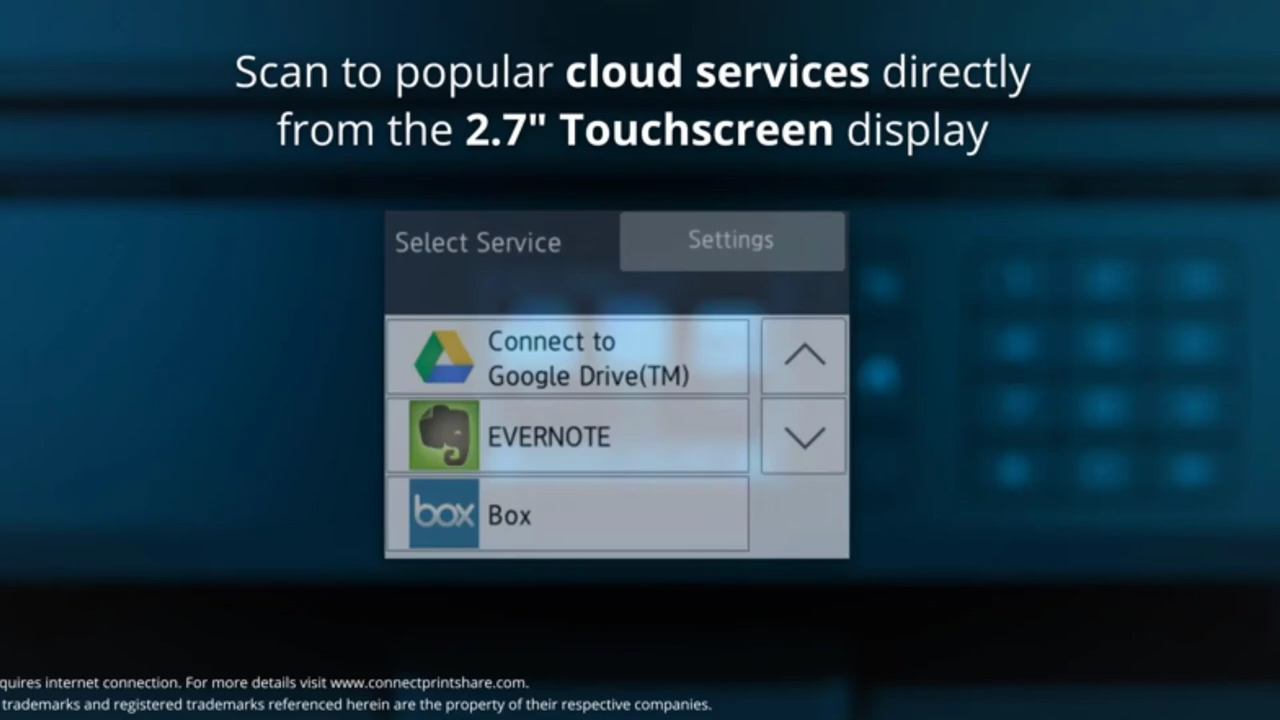 Scan to popular cloud services directly
from the 2.7" Touchscreen display
Select Service
Settings
Connect to
Google Drive(TM)
EVERNOTE
box
Box
internet connection. For more details visit www.connectprintshare.com.
trademarks and registered trademarks referenced herein are the property of their respective companies.